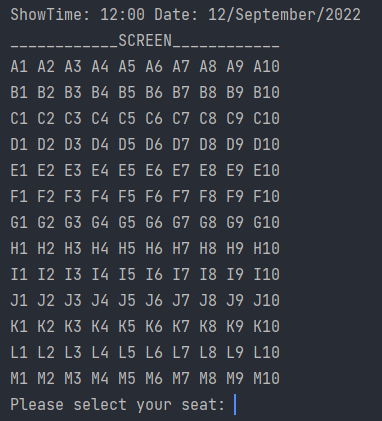 ShowTime: 12:00 Date: 12/September/2022
____________SCREEN____________
A1 A2 A3 A4 A5 A6 A7 A8 A9 A10
B1 B2 B3 B4 B5 B6 B7 B8 B9 B10
C1 C2 C3 C4 C5 C6 C7 C8 C9 C10
D1 D2 D3 D4 D5 D6 D7 D8 D9 D10
E1 E2 E3 E4 E5 E6 E7 E8 E9 E10
F1 F2 F3 F4 F5 F6 F7 F8 F9 F10
G1 G2 G3 G4 G5 G6 G7 G8 G9 G10
H1 H2 H3 H4 H5 H6 H7 H8 H9 H10
I1 I2 I3 I4 I5 I6 I7 I8 I9 I10
J1 J2 J3 J4 J5 J6 J7 J8 J9 J10
K1 K2 K3 K4 K5 K6 K7 K8 K9 K10
L1 L2 L3 L4 L5 L6 L7 L8 L9 L10
M1 M2 M3 M4 M5 M6 M7 M8 M9 M10
Please select your seat: